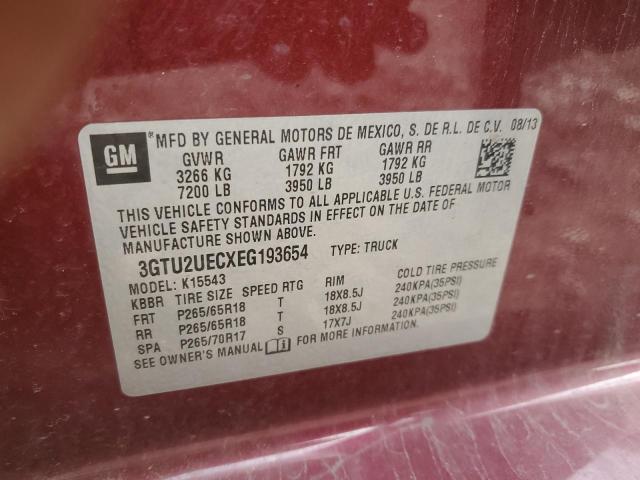 GM *MFD BY GENERAL MOTORS DE MEXICO, S. DE R.L. DE C.V. 08/13
GVWR GAWR FRT GAWR RR
3266 KG 1792 KG 1792 KG
7200 LB 3950 LB 3950 LB
THIS VEHICLE CONFORMS TO ALL APPLICABLE U.S. FEDERAL MOTOR
VEHICLE SAFETY STANDARDS IN EFFECT ON THE DATE OF
MANUFACTURE SHOWN ABOVE.
3GTU2UECXEG193654 TYPE: TRUCK
MODEL: K15543
KBBR TIRE SIZE SPEED RTG RIM COLD TIRE PRESSURE
FRT P265/65R18 T 18X8.5J 240KPA(35PSI)
RR P265/65R18 T 18X8.5J 240KPA(35PSI)
SPA P265/70R17 S 17X7J 240KPA(35PSI)
SEE OWNER'S MANUAL FOR MORE INFORMATION.